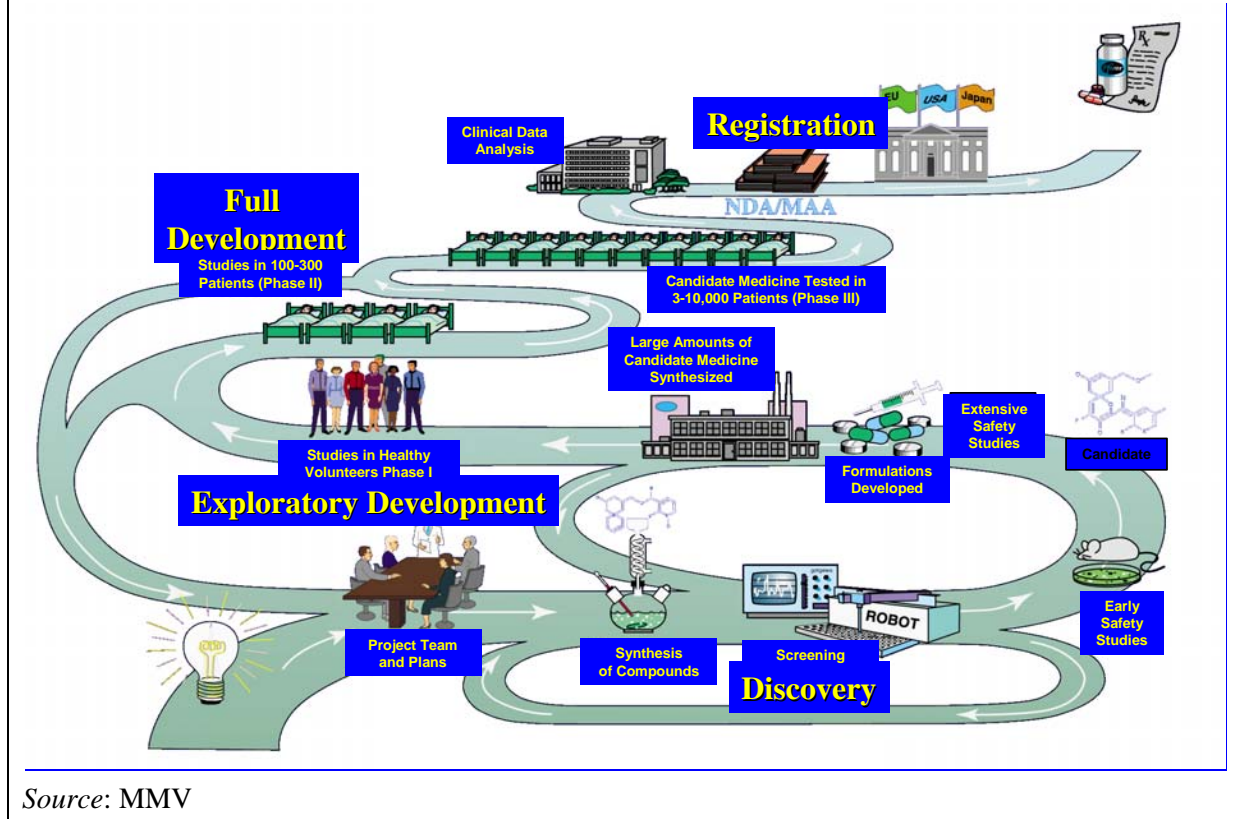 EU
USA
Japan
Rx
Pfizer
Clinical Data
Analysis
Registration
NDA/MAA
Full
Development
Studies in 100-300
Patients (Phase II)
Candidate Medicine Tested in
3-10,000 Patients (Phase III)
Large Amounts of
Candidate Medicine
Synthesized
Extensive
Safety
Studies
Candidate
Studies in Healthy
Volunteers Phase I
Formulations
Developed
Exploratory Development
ROBOT
Early
Safety
Studies
Project Team
and Plans
Synthesis
of Compounds
Screening
Discovery
Source: MMV